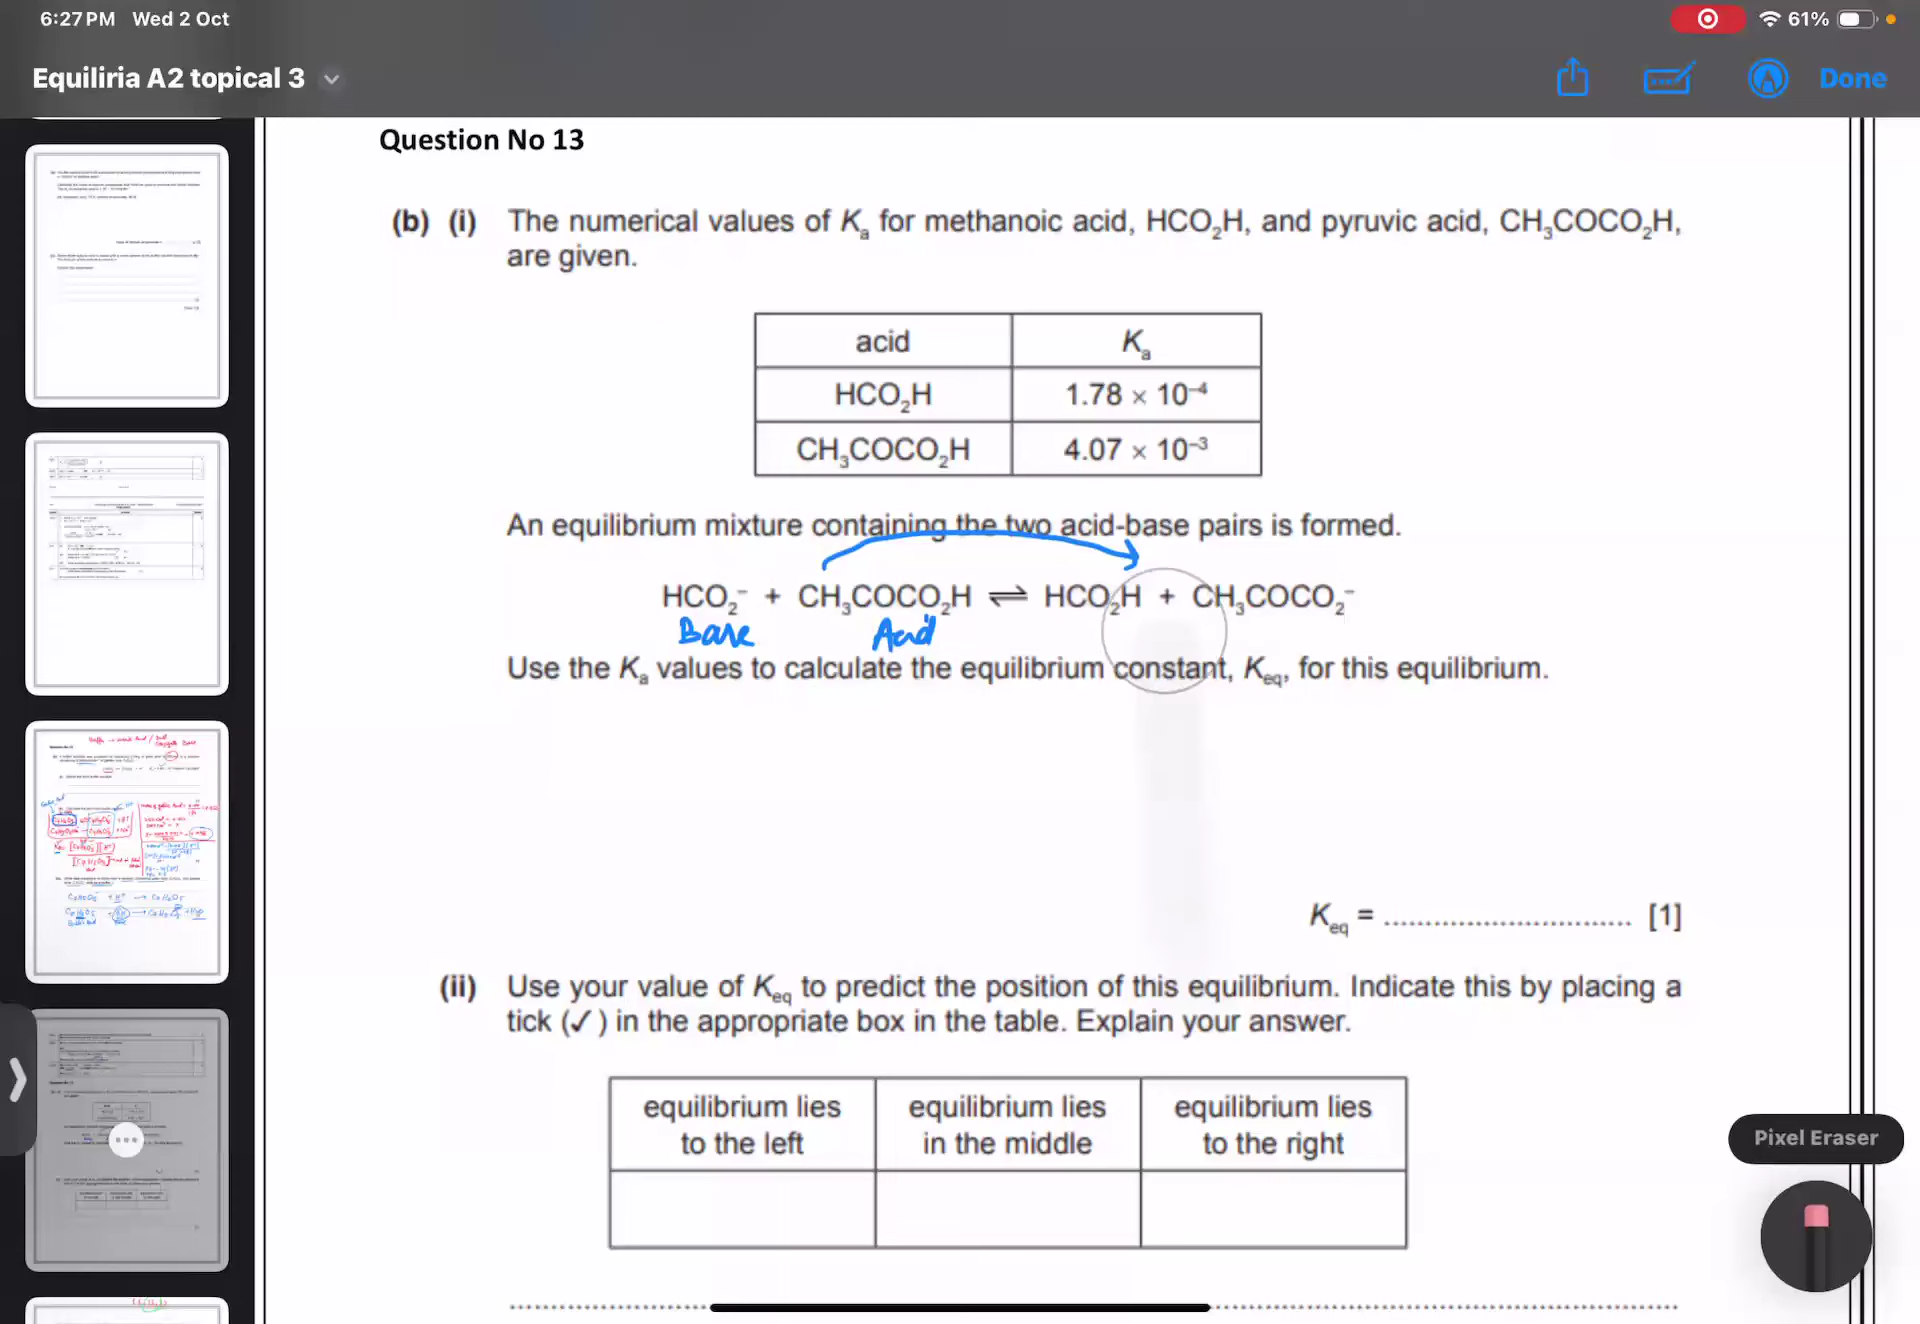 6:27 PM Wed 2 Oct
61%
Equiliria A2 topical 3
Done
Question No 13
(b) (i) The numerical values of Kₐ for methanoic acid, HCO₂H, and pyruvic acid, CH₃COCO₂H,
are given.
acid Kₐ
HCO₂H 1.78 × 10⁻⁴
CH₃COCO₂H 4.07 × 10⁻³
An equilibrium mixture containing the two acid-base pairs is formed.
HCO₂⁻ + CH₃COCO₂H ⇌ HCO₂H + CH₃COCO₂⁻
Base Acid
Use the Kₐ values to calculate the equilibrium constant, Keq, for this equilibrium.
Keq = .............................. [1]
(ii) Use your value of Keq to predict the position of this equilibrium. Indicate this by placing a
tick (✓) in the appropriate box in the table. Explain your answer.
equilibrium lies
to the left
equilibrium lies
in the middle
equilibrium lies
to the right
Pixel Eraser